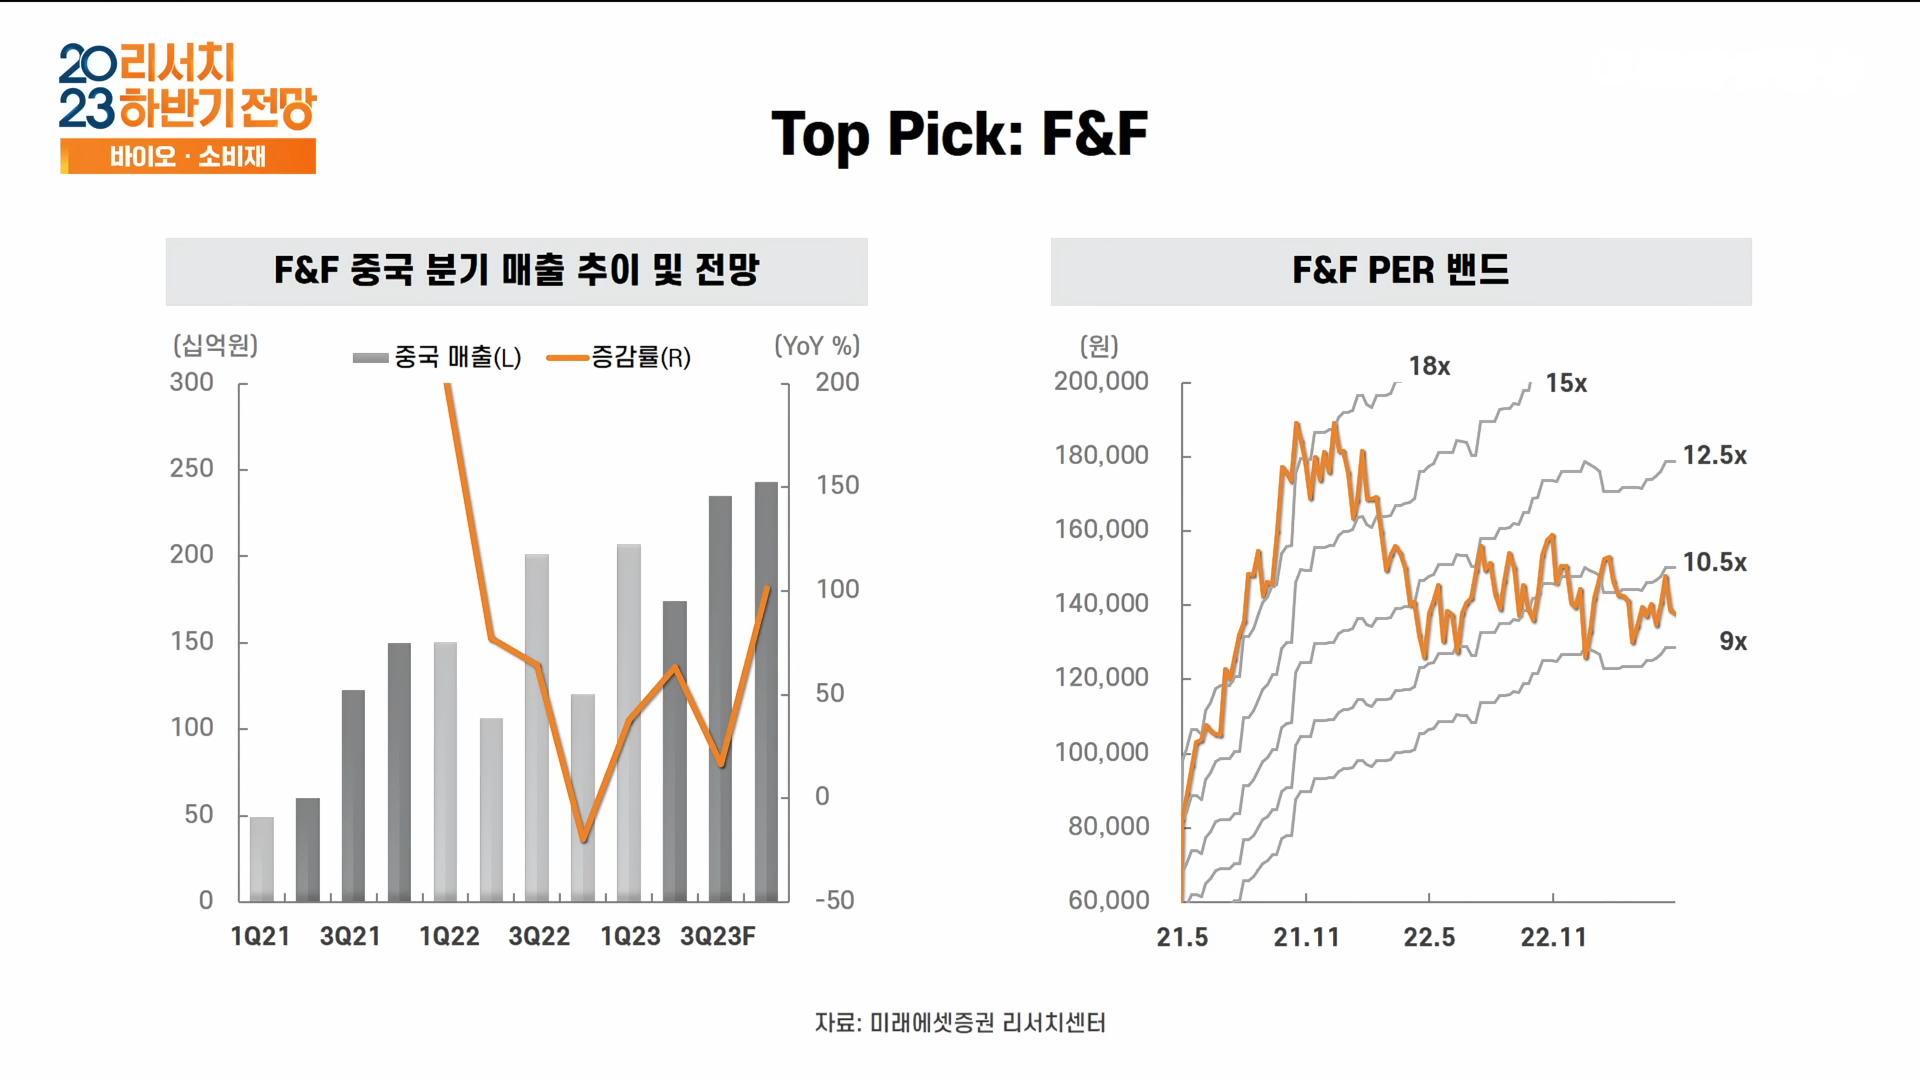 20 리서치
23 하반기 전망
바이오 · 소비재
Top Pick: F&F
F&F 중국 분기 매출 추이 및 전망
(십억원)
중국 매출(L)
증감률(R)
(YoY %)
300
250
200
150
100
50
0
200
150
100
50
0
-50
1Q21
3Q21
1Q22
3Q22
1Q23
3Q23F
F&F PER 밴드
(원)
200,000
180,000
160,000
140,000
120,000
100,000
80,000
60,000
18x
15x
12.5x
10.5x
9x
21.5
21.11
22.5
22.11
자료: 미래에셋증권 리서치센터